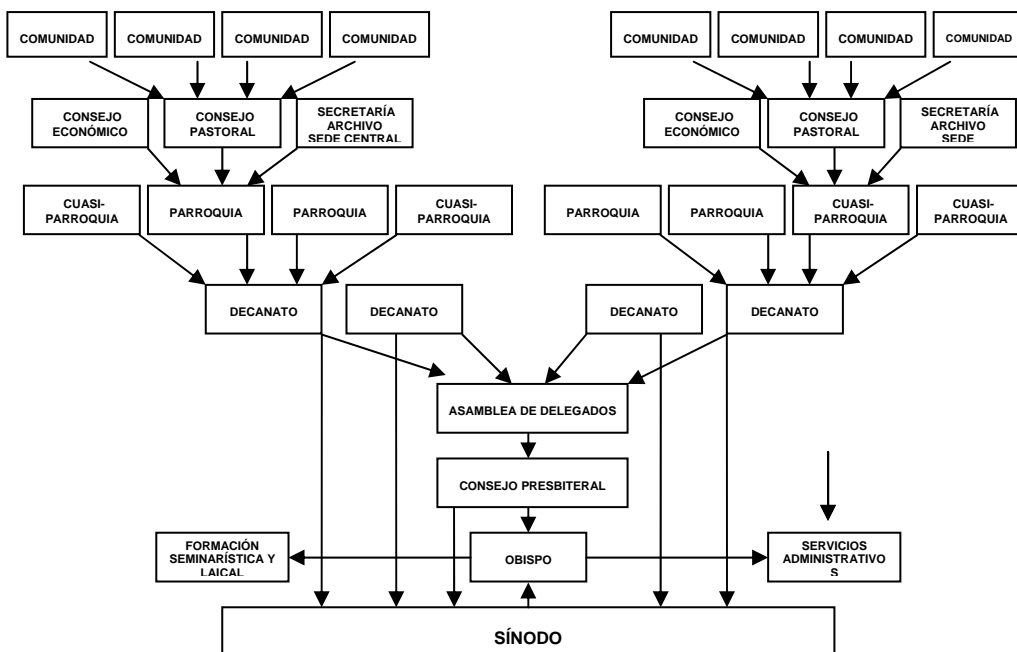 COMUNIDAD
COMUNIDAD
COMUNIDAD
COMUNIDAD
COMUNIDAD
COMUNIDAD
COMUNIDAD
COMUNIDAD
CONSEJO
ECONÓMICO
CONSEJO
PASTORAL
SECRETARÍA
ARCHIVO
SEDE CENTRAL
CONSEJO
ECONÓMICO
CONSEJO
PASTORAL
SECRETARÍA
ARCHIVO
SEDE
CUASI-
PARROQUIA
PARROQUIA
PARROQUIA
CUASI-
PARROQUIA
PARROQUIA
PARROQUIA
CUASI-
PARROQUIA
CUASI-
PARROQUIA
DECANATO
DECANATO
DECANATO
DECANATO
ASAMBLEA DE DELEGADOS
CONSEJO PRESBITERAL
FORMACIÓN
SEMINARÍSTICA Y
LAICAL
OBISPO
SERVICIOS
ADMINISTRATIVO
S
SÍNODO